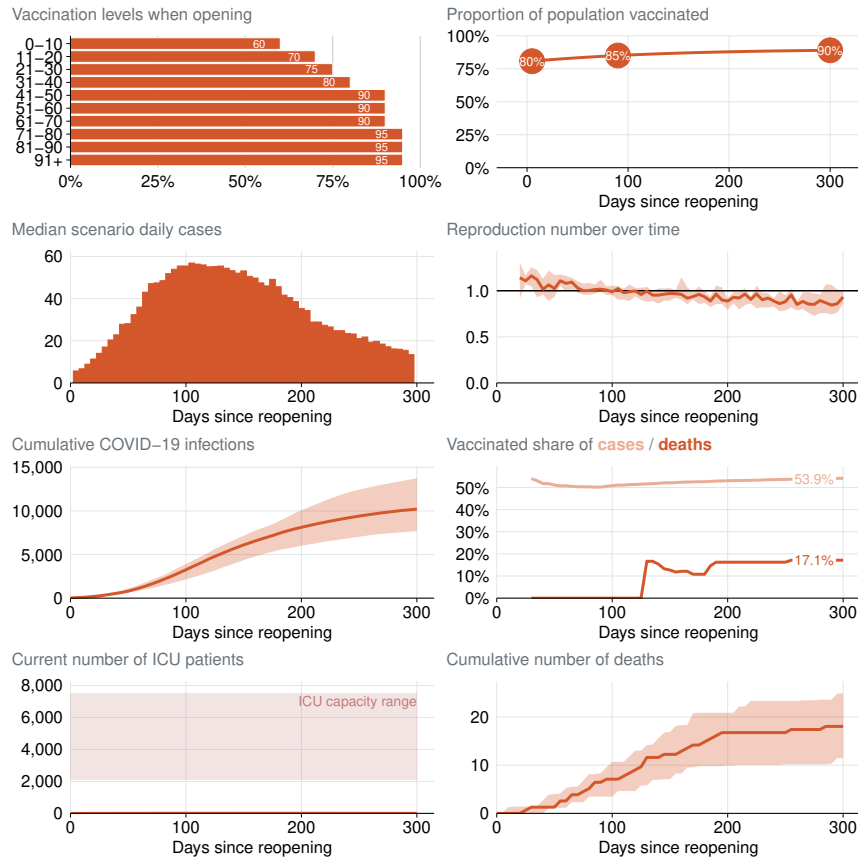 Vaccination levels when opening
0−10
60
11−20
70
21−30
75
31−40
80
41−50
90
51−60
90
61−70
90
71−80
95
81−90
95
91+
95
0% 25% 50% 75% 100%
Proportion of population vaccinated
100%
75%
50%
25%
0%
80% 85% 90%
0 100 200 300
Days since reopening
Median scenario daily cases
60
40
20
0
0 100 200 300
Days since reopening
Reproduction number over time
1.0
0.5
0.0
0 100 200 300
Days since reopening
Cumulative COVID−19 infections
15,000
10,000
5,000
0
0 100 200 300
Days since reopening
Vaccinated share of cases / deaths
50%
40%
30%
20%
10%
0%
53.9%
17.1%
0 100 200 300
Days since reopening
Current number of ICU patients
8,000
6,000
4,000
2,000
0
ICU capacity range
0 100 200 300
Days since reopening
Cumulative number of deaths
20
10
0
0 100 200 300
Days since reopening